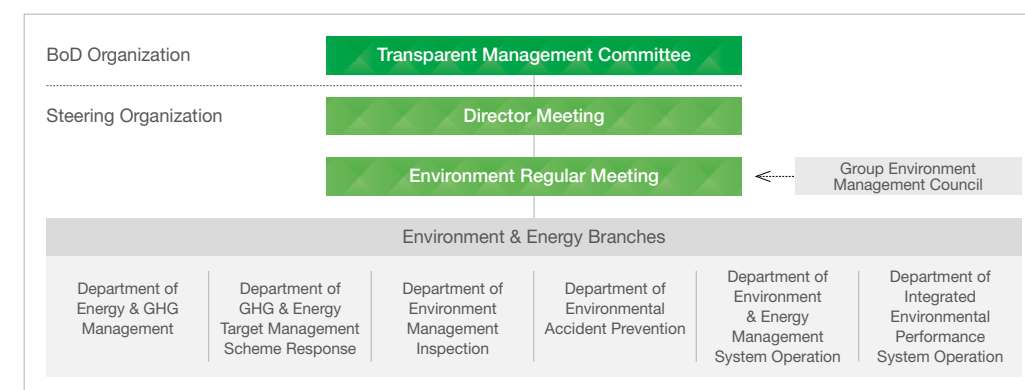 BoD Organization
Transparent Management Committee
Steering Organization
Director Meeting
Environment Regular Meeting
Group Environment
Management Council
Environment & Energy Branches
Department of
Energy & GHG
Management
Department of
GHG & Energy
Target Management
Scheme Response
Department of
Environment
Management
Inspection
Department of
Environmental
Accident Prevention
Department of
Environment
& Energy
Management
System Operation
Department of
Integrated
Environmental
Performance
System Operation